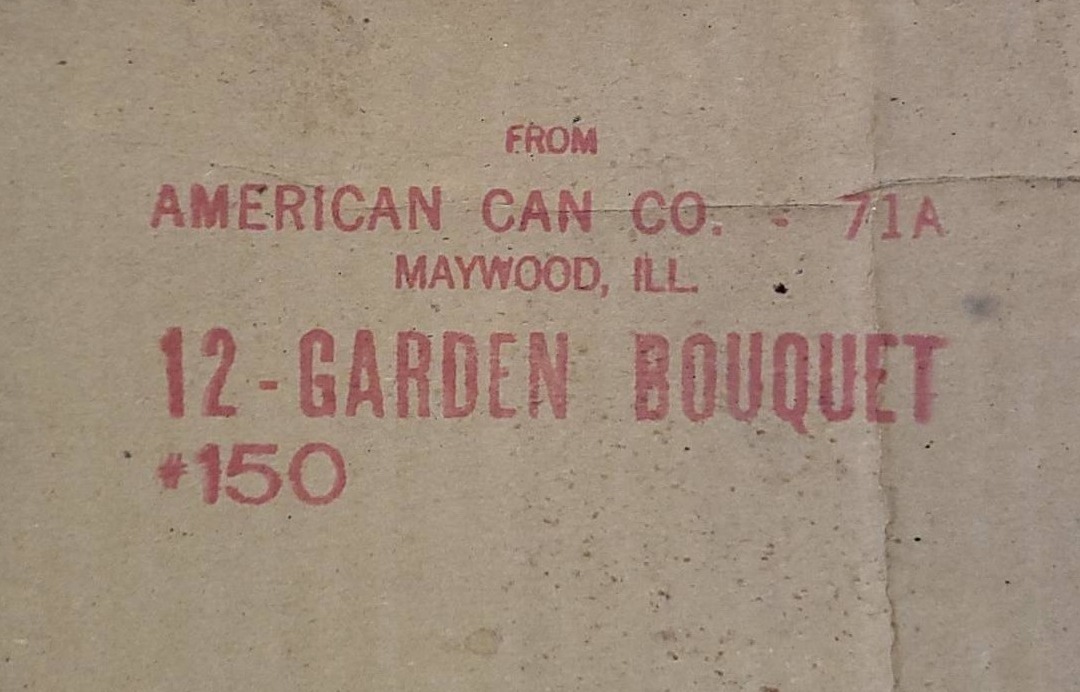 FROM
AMERICAN CAN CO. - 71A
MAYWOOD, ILL.
12-GARDEN BOUQUET
#150